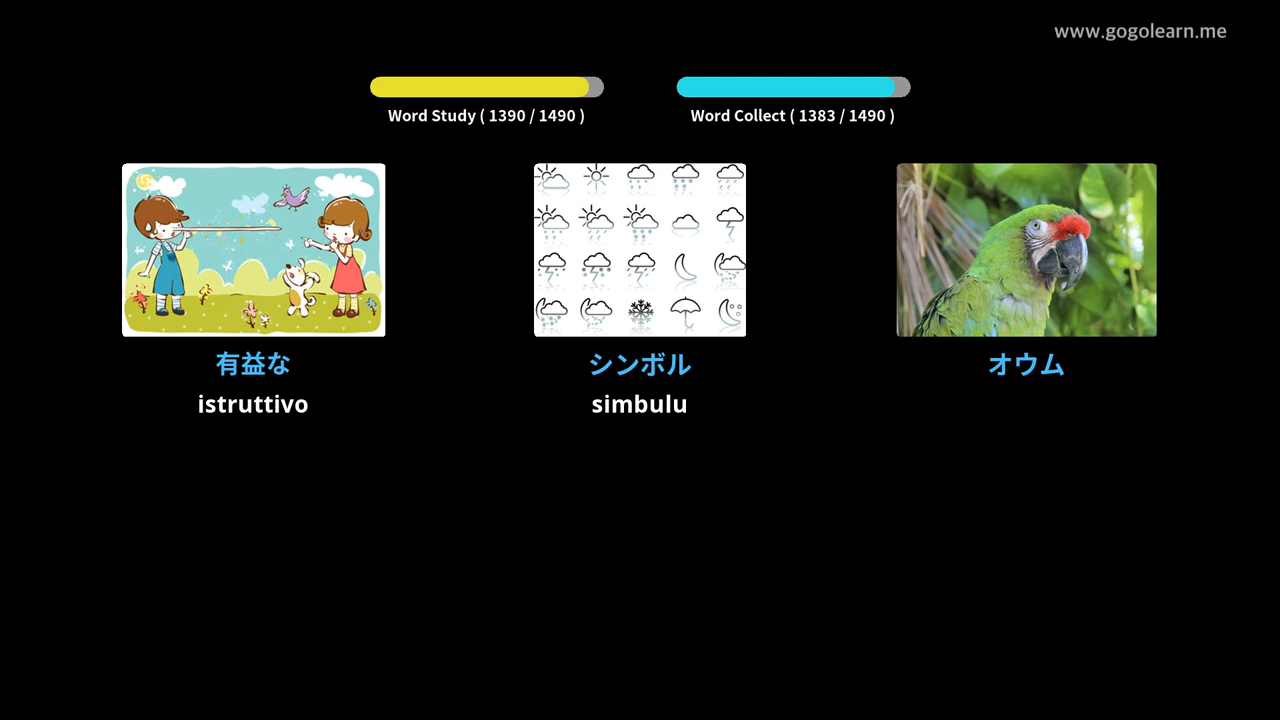 www.gogolearn.me
Word Study ( 1390 / 1490 )
Word Collect ( 1383 / 1490 )
有益な
istruttivo
シンボル
simbulu
オウム